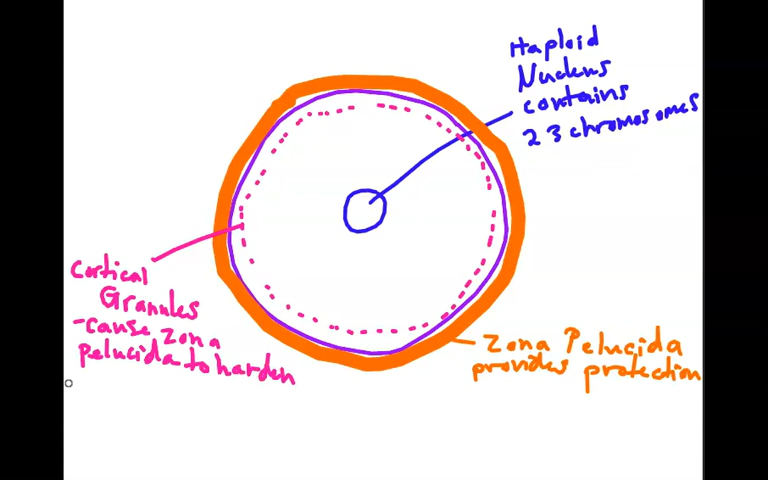 Haploid
Nucleus
contains
23 chromosomes
Cortical
Granules
-cause zona
pelucida to harden
Zona Pelucida
provides protection